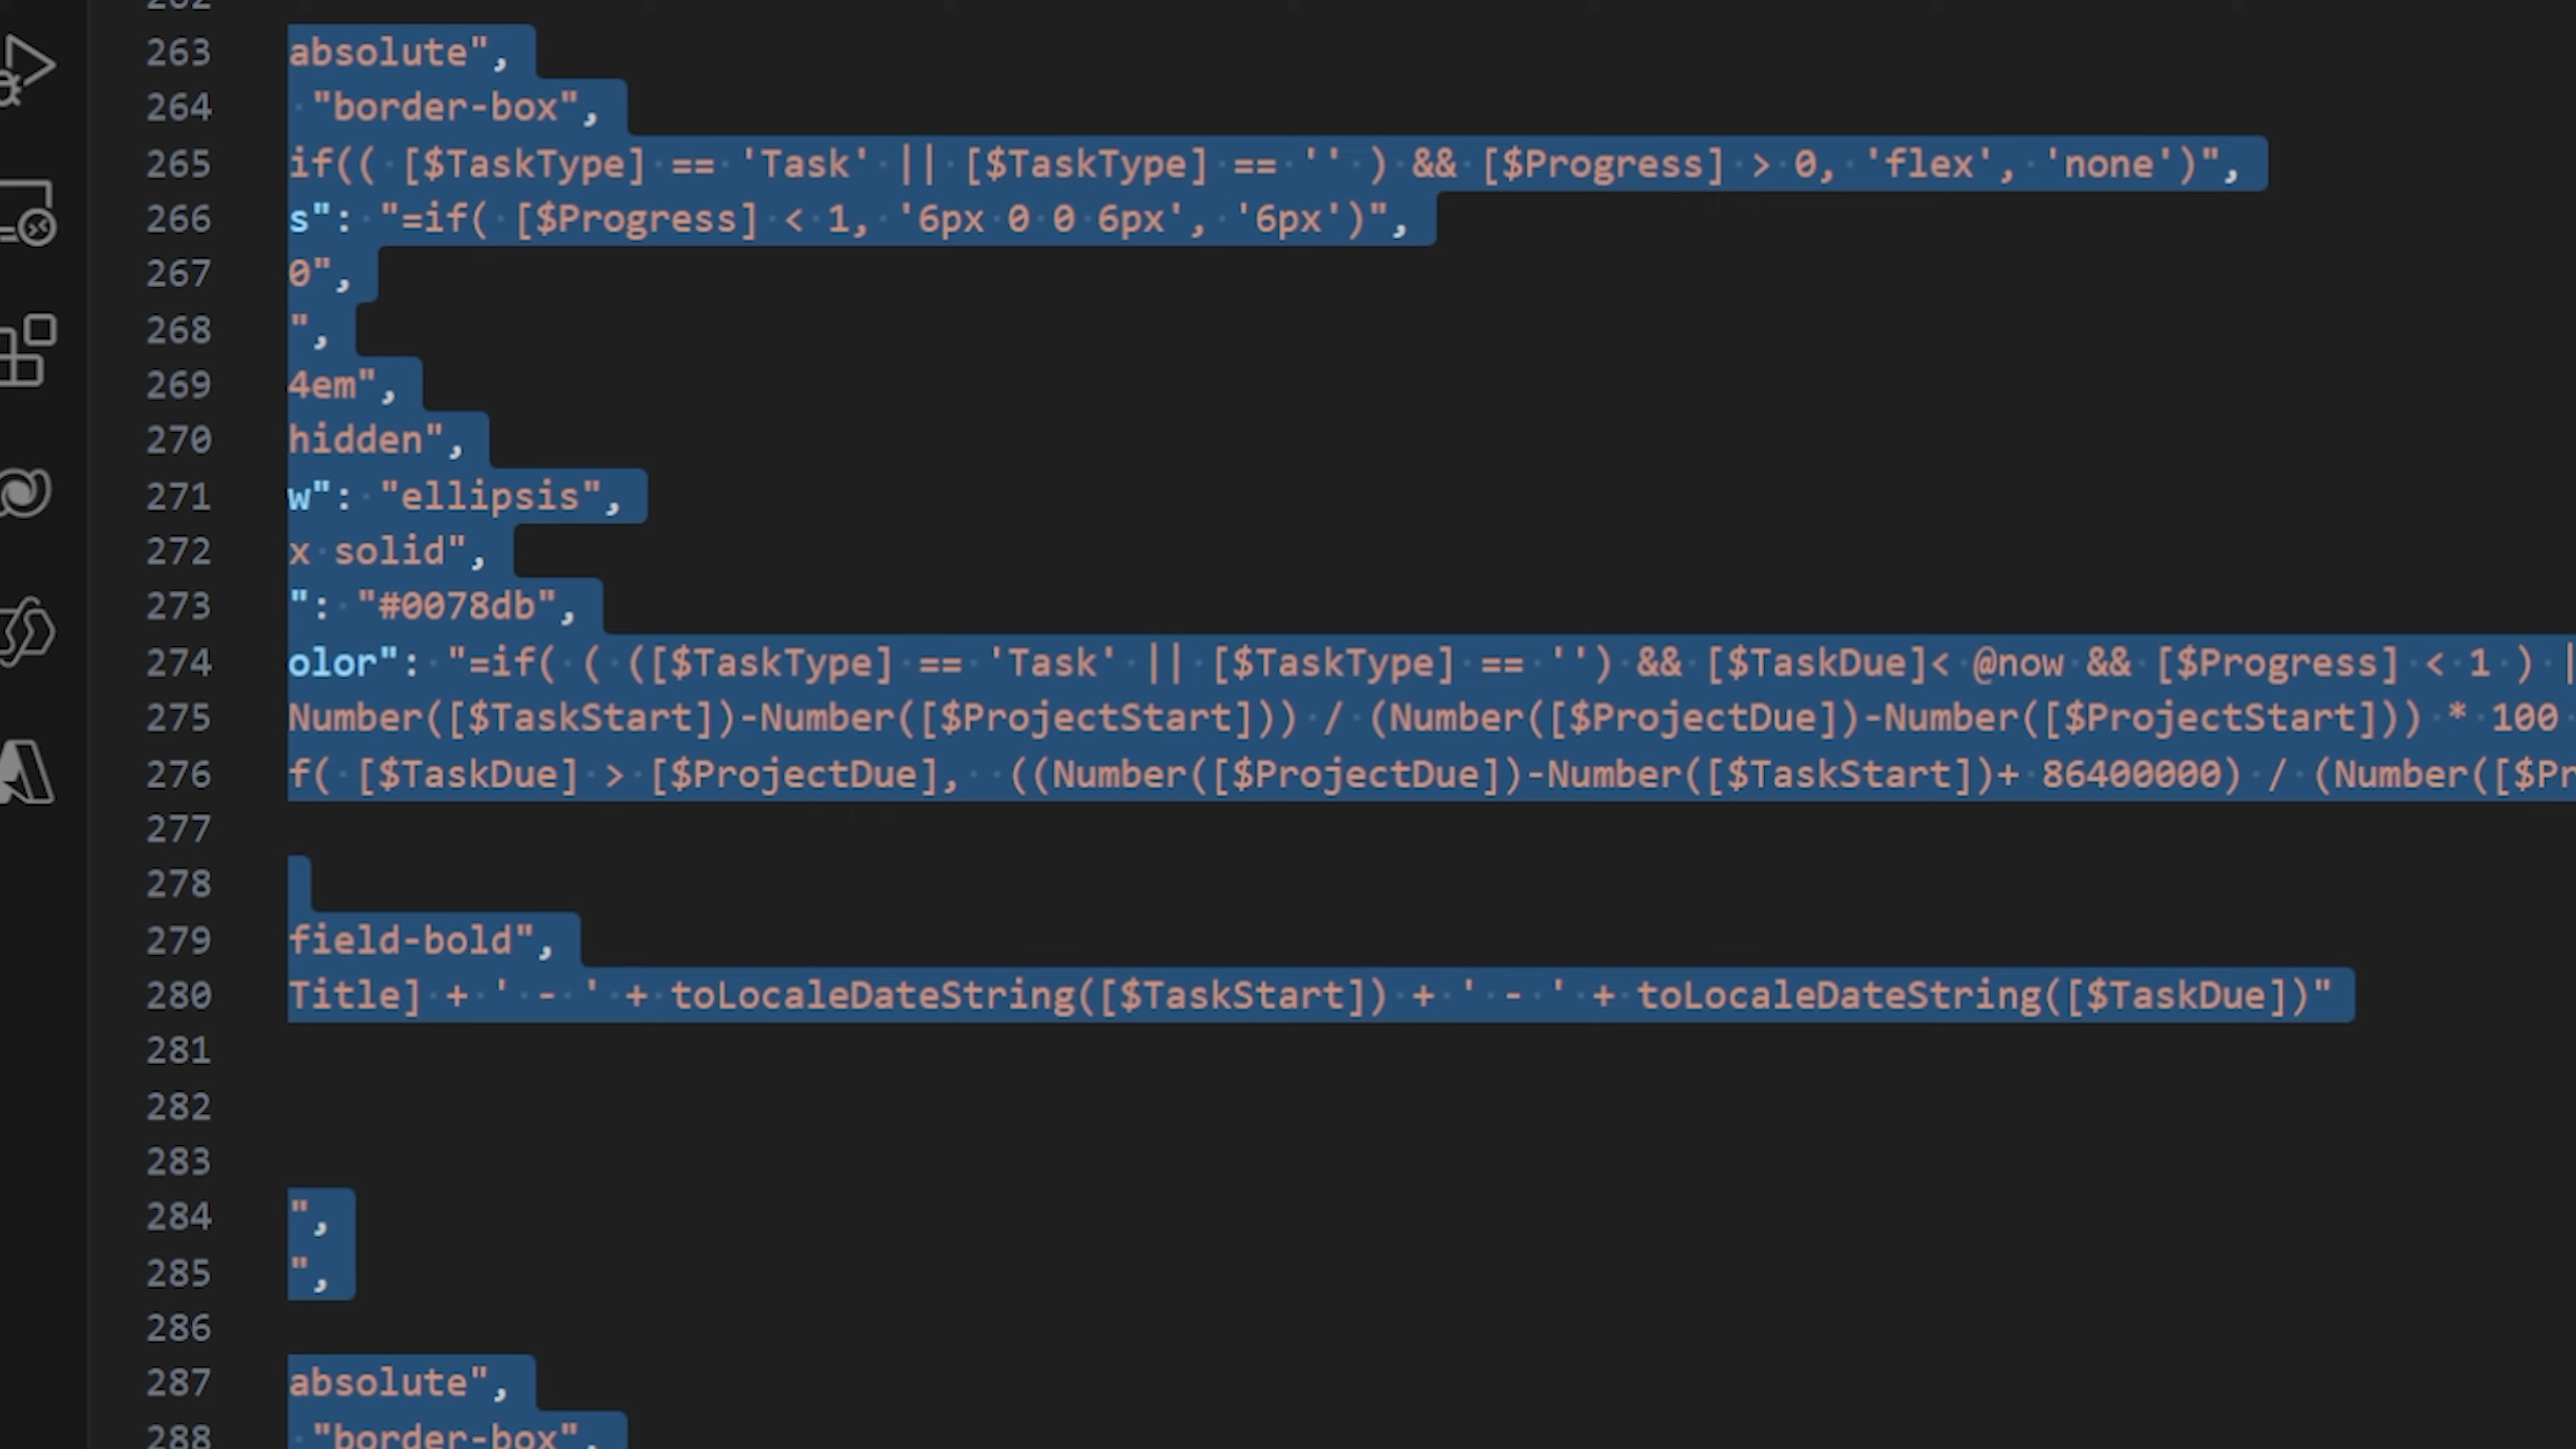 262
263 absolute",
264 "border-box",
265 if(( [$TaskType] == 'Task' || [$TaskType] == '' ) && [$Progress] > 0, 'flex', 'none')",
266 s": "=if( [$Progress] < 1, '6px 0 0 6px', '6px')",
267 0",
268 ",
269 4em",
270 hidden",
271 w": "ellipsis",
272 x solid",
273 ": "#0078db",
274 olor": "=if( ( ([$TaskType] == 'Task' || [$TaskType] == '') && [$TaskDue]< @now && [$Progress] < 1 ) |
275 Number([$TaskStart])-Number([$ProjectStart])) / (Number([$ProjectDue])-Number([$ProjectStart])) * 100
276 f( [$TaskDue] > [$ProjectDue],  ((Number([$ProjectDue])-Number([$TaskStart])+ 86400000) / (Number([$Pr
277
278
279 field-bold",
280 Title] + ' - ' + toLocaleDateString([$TaskStart]) + ' - ' + toLocaleDateString([$TaskDue])"
281
282
283
284 ",
285 ",
286
287 absolute",
288 "border-box",